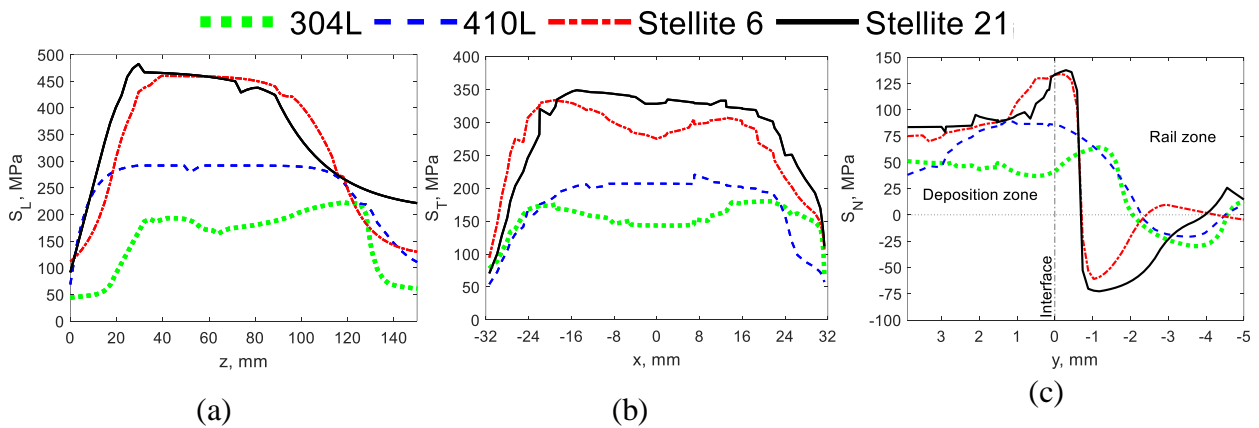 304L 410L Stellite 6 Stellite 21
500
450
400
350
300
250
200
150
100
50
0
S_L, MPa
0 20 40 60 80 100 120 140
z, mm
(a)
400
350
300
250
200
150
100
50
0
S_T, MPa
-32 -24 -16 -8 0 8 16 24 32
x, mm
(b)
150
125
100
75
50
25
0
-25
-50
-75
-100
S_N, MPa
Rail zone
Deposition zone
Interface
4 3 2 1 0 -1 -2 -3 -4 -5
y, mm
(c)